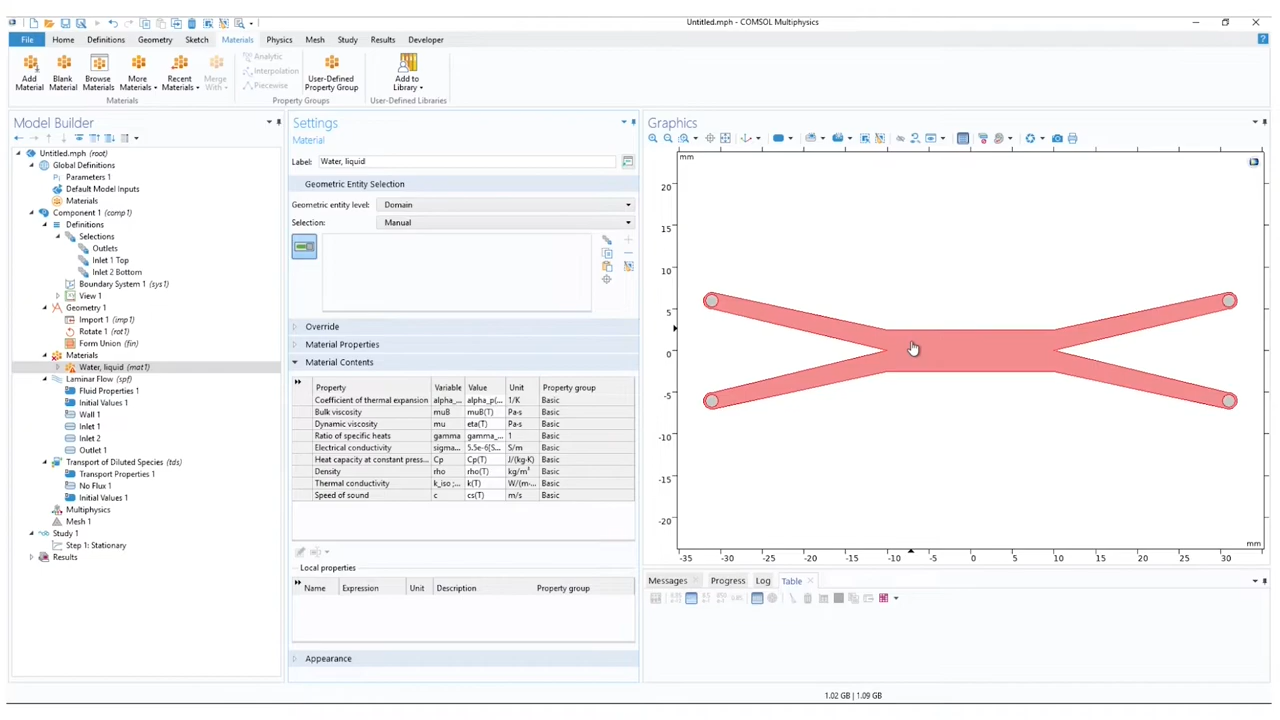 Untitled.mph - COMSOL Multiphysics
File Home Definitions Geometry Sketch Materials Physics Mesh Study Results Developer
Add Material
Blank Material
Browse Materials
More Materials
Recent Materials
Merge With
Analytic
Interpolation
Piecewise
User-Defined Property Group
Add to Library
Materials
Property Groups
User-Defined Libraries
Model Builder
Untitled.mph (root)
Global Definitions
Parameters 1
Default Model Inputs
Materials
Component 1 (comp1)
Definitions
Selections
Outlets
Inlet 1 Top
Inlet 2 Bottom
Boundary System 1 (sys1)
View 1
Geometry 1
Import 1 (imp1)
Rotate 1 (rot1)
Form Union (fin)
Materials
Water, liquid (mat1)
Laminar Flow (spf)
Fluid Properties 1
Initial Values 1
Wall 1
Inlet 1
Inlet 2
Outlet 1
Transport of Diluted Species (tds)
Transport Properties 1
No Flux 1
Initial Values 1
Multiphysics
Mesh 1
Study 1
Step 1: Stationary
Results
Settings
Material
Label: Water, liquid
Geometric Entity Selection
Geometric entity level: Domain
Selection: Manual
Override
Material Properties
Material Contents
Property Variable Value Unit Property group
Coefficient of thermal expansion alpha_... alpha_p(... 1/K Basic
Bulk viscosity muB muB(T) Pa·s Basic
Dynamic viscosity mu eta(T) Pa·s Basic
Ratio of specific heats gamma gamma_... 1 Basic
Electrical conductivity sigma... 5.5e-6[S... S/m Basic
Heat capacity at constant press... Cp Cp(T) J/(kg·K) Basic
Density rho rho(T) kg/m³ Basic
Thermal conductivity k_iso ;... k(T) W/(m·... Basic
Speed of sound c cs(T) m/s Basic
Local properties
Name Expression Unit Description Property group
Appearance
Graphics
mm
20
15
10
5
0
-5
-10
-15
-20
mm
-35 -30 -25 -20 -15 -10 -5 0 5 10 15 20 25 30
Messages Progress Log Table
1.02 GB | 1.09 GB